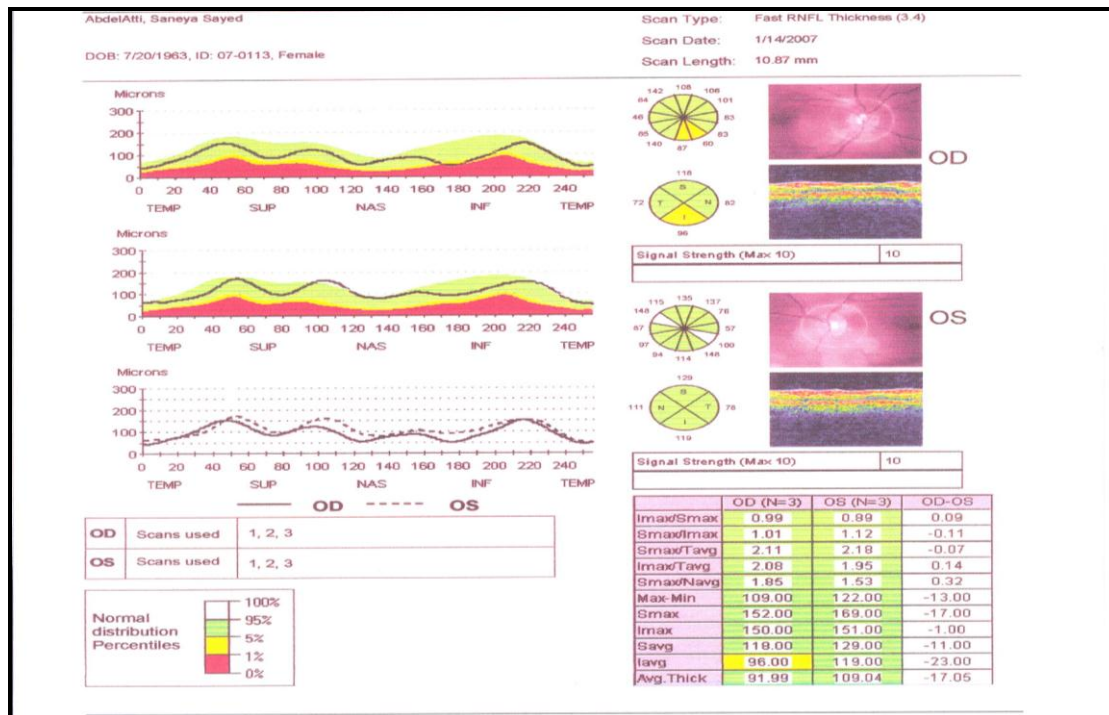 AbdelAtti, Saneya Sayed
DOB: 7/20/1963, ID: 07-0113, Female
Scan Type: Fast RNFL Thickness (3.4)
Scan Date: 1/14/2007
Scan Length: 10.87 mm
Microns
300
200
100
0
0 20 40 60 80 100 120 140 160 180 200 220 240
TEMP SUP NAS INF TEMP
Microns
300
200
100
0
0 20 40 60 80 100 120 140 160 180 200 220 240
TEMP SUP NAS INF TEMP
Microns
300
200
100
0
0 20 40 60 80 100 120 140 160 180 200 220 240
TEMP SUP NAS INF TEMP
OD OS
OD Scans used 1, 2, 3
OS Scans used 1, 2, 3
Normal distribution Percentiles
100%
95%
5%
1%
0%
142 108 106
84 101
46 83
65 83
140 87 60
118
S
72 T N 82
I
96
OD
Signal Strength (Max 10) 10
115 135 137
148 78
67 57
97 100
94 114 148
129
S
111 N T 78
I
119
OS
Signal Strength (Max 10) 10
OD (N=3) OS (N=3) OD-OS
Imax/Smax 0.99 0.89 0.09
Smax/Imax 1.01 1.12 -0.11
Smax/Tavg 2.11 2.18 -0.07
Imax/Tavg 2.08 1.95 0.14
Smax/Navg 1.85 1.53 0.32
Max-Min 109.00 122.00 -13.00
Smax 152.00 169.00 -17.00
Imax 150.00 151.00 -1.00
Savg 118.00 129.00 -11.00
Iavg 96.00 119.00 -23.00
Avg.Thick 91.99 109.04 -17.05